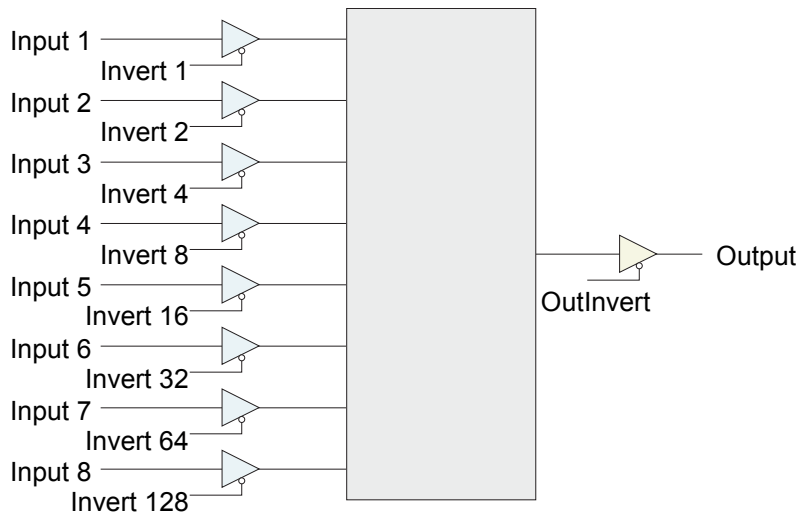 Input 1
Invert 1
Input 2
Invert 2
Input 3
Invert 4
Input 4
Invert 8
Input 5
Invert 16
Input 6
Invert 32
Input 7
Invert 64
Input 8
Invert 128
Output
OutInvert